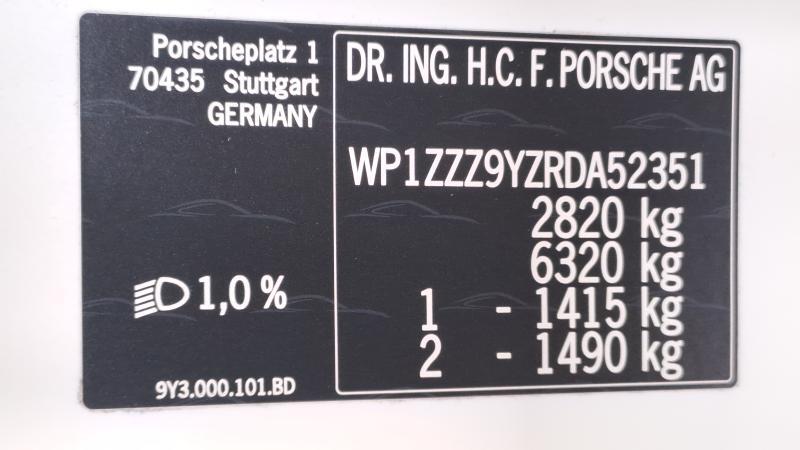 Porscheplatz 1
70435 Stuttgart
GERMANY
1,0 %
9Y3.000.101.BD
DR. ING. H.C. F. PORSCHE AG
WP1ZZZ9YZRDA52351
2820 kg
6320 kg
1 - 1415 kg
2 - 1490 kg